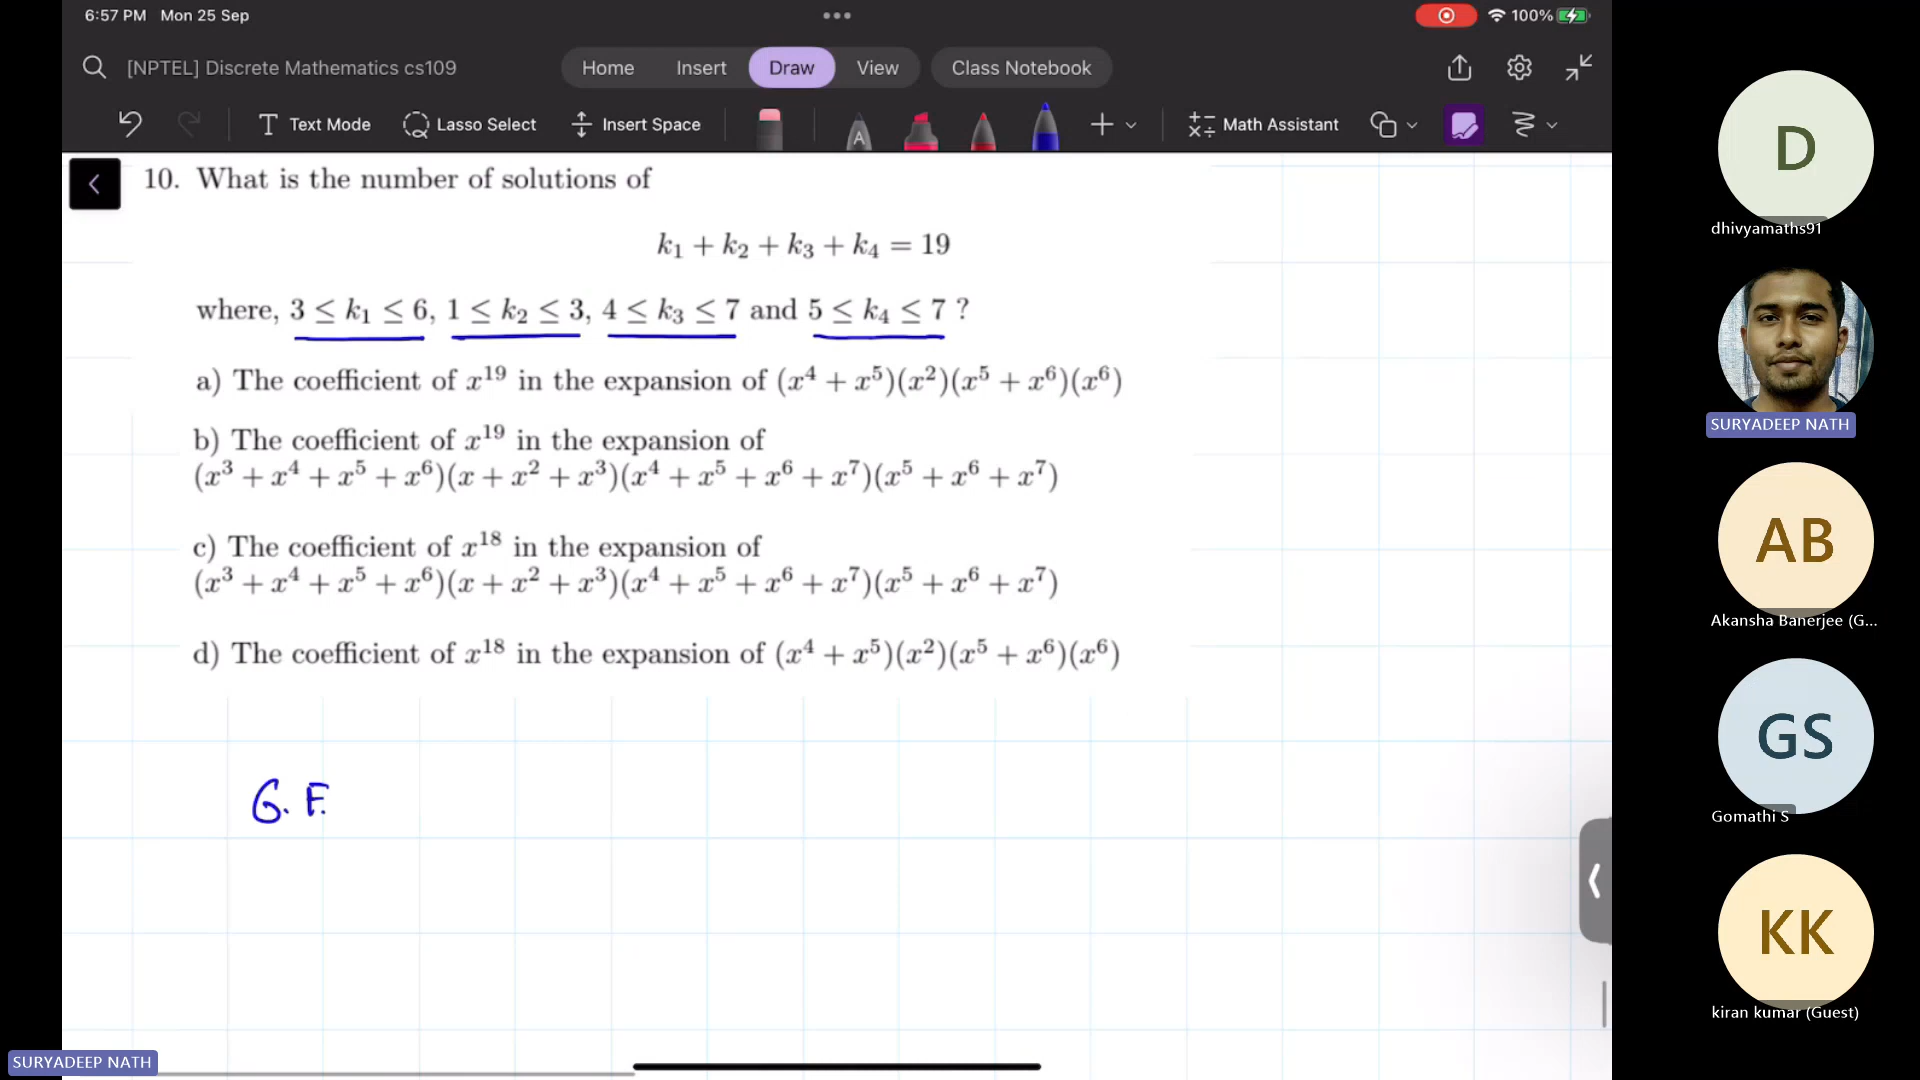 6:57 PM Mon 25 Sep
100%
[NPTEL] Discrete Mathematics cs109
Home Insert Draw View Class Notebook
Text Mode Lasso Select Insert Space A Math Assistant
10. What is the number of solutions of
k₁ + k₂ + k₃ + k₄ = 19
where, 3 ≤ k₁ ≤ 6, 1 ≤ k₂ ≤ 3, 4 ≤ k₃ ≤ 7 and 5 ≤ k₄ ≤ 7 ?
a) The coefficient of x¹⁹ in the expansion of (x⁴ + x⁵)(x²)(x⁵ + x⁶)(x⁶)
b) The coefficient of x¹⁹ in the expansion of
(x³ + x⁴ + x⁵ + x⁶)(x + x² + x³)(x⁴ + x⁵ + x⁶ + x⁷)(x⁵ + x⁶ + x⁷)
c) The coefficient of x¹⁸ in the expansion of
(x³ + x⁴ + x⁵ + x⁶)(x + x² + x³)(x⁴ + x⁵ + x⁶ + x⁷)(x⁵ + x⁶ + x⁷)
d) The coefficient of x¹⁸ in the expansion of (x⁴ + x⁵)(x²)(x⁵ + x⁶)(x⁶)
G. F.
D
dhivyamaths91
SURYADEEP NATH
AB
Akansha Banerjee (G...
GS
Gomathi S
KK
kiran kumar (Guest)
SURYADEEP NATH